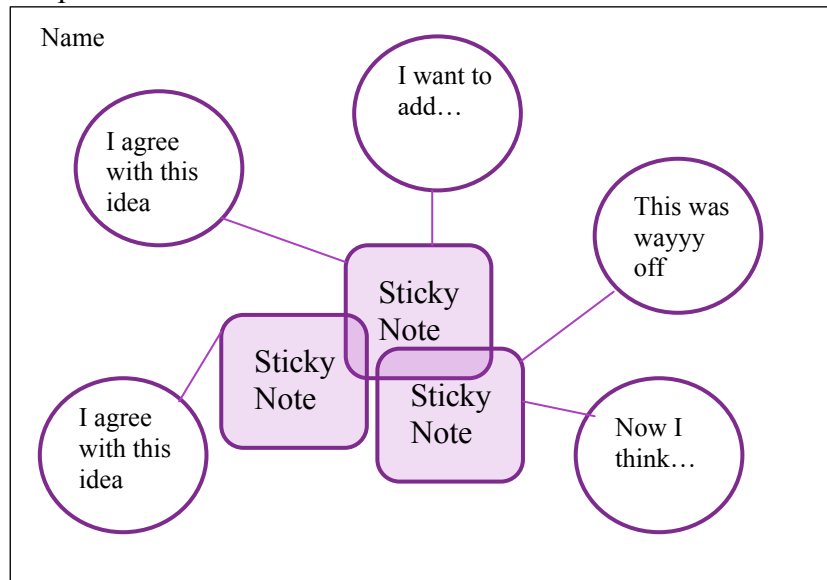 Name
I want to
add…
I agree
with this
idea
This was
wayyy
off
Sticky
Note
Sticky
Note
Sticky
Note
I agree
with this
idea
Now I
think…